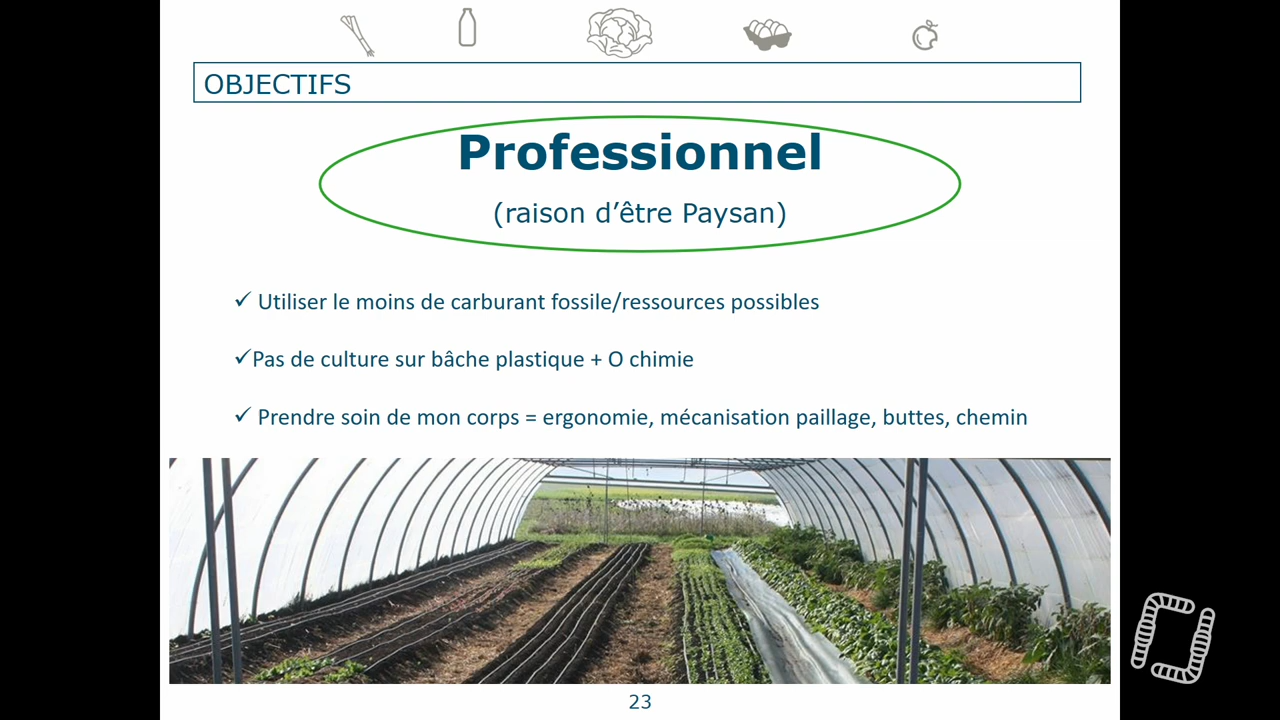 OBJECTIFS
Professionnel
(raison d’être Paysan)
✓ Utiliser le moins de carburant fossile/ressources possibles
✓Pas de culture sur bâche plastique + O chimie
✓ Prendre soin de mon corps = ergonomie, mécanisation paillage, buttes, chemin
23